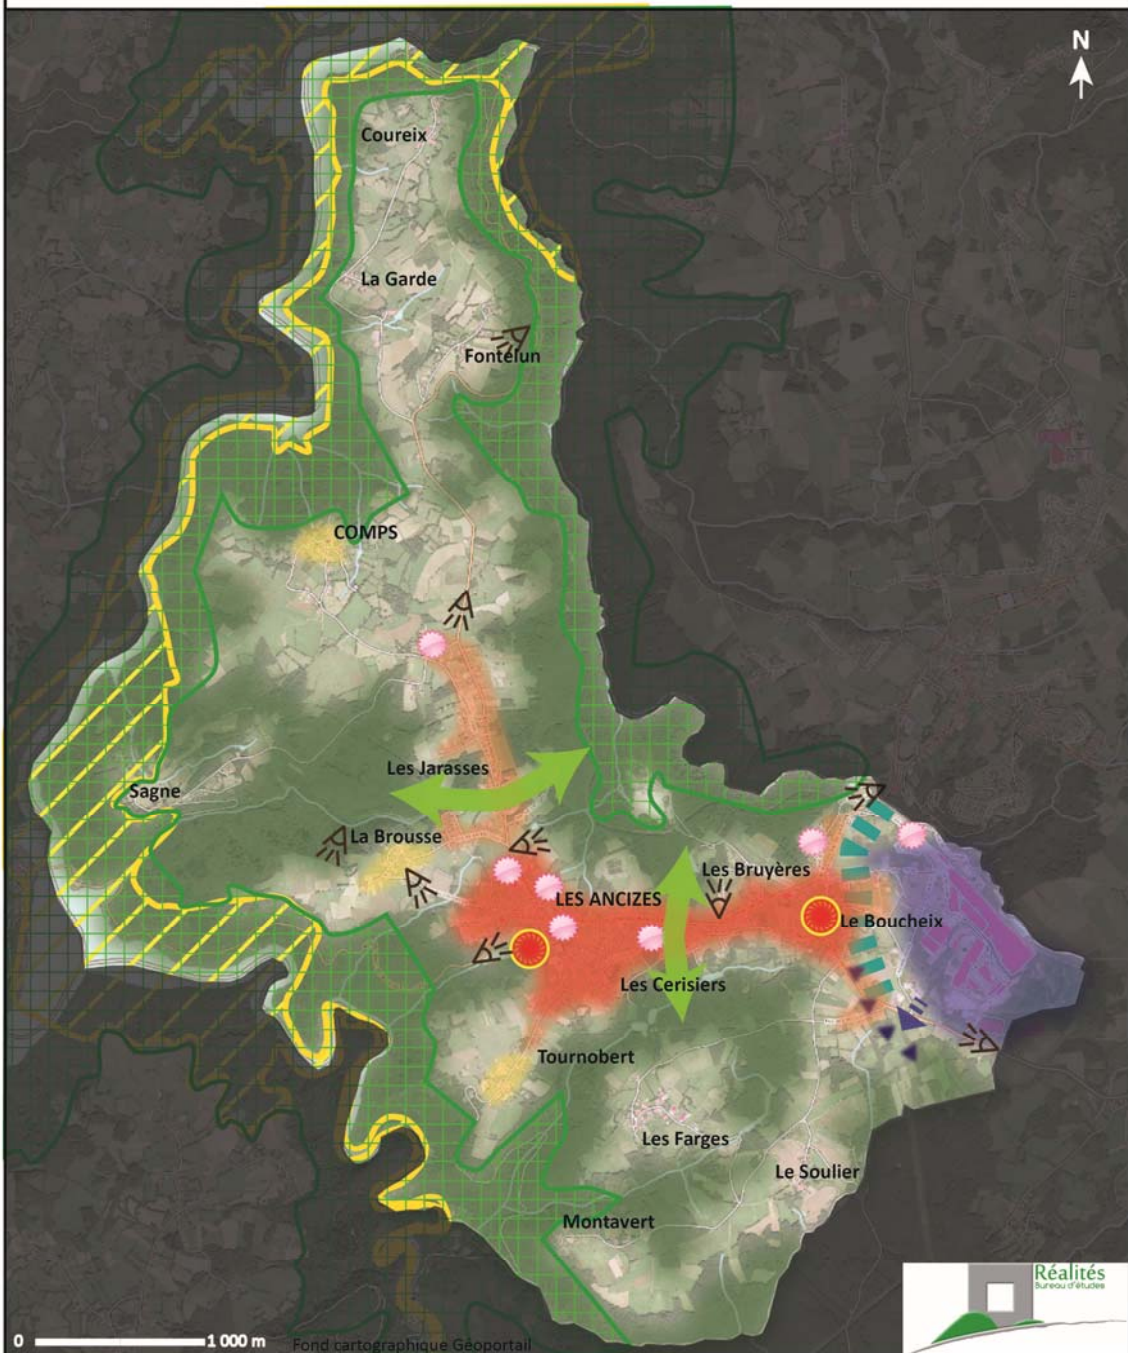 N
Coureix
La Garde
Fontélun
COMPS
Les Jarasses
Sagne
La Brousse
Les Bruyères
LES ANCIZES
Le Boucheix
Les Cerisiers
Tournobert
Les Farges
Le Soulier
Montavert
Réalités
Bureau d'études
0 1 000 m
Fond cartographique Géoportail